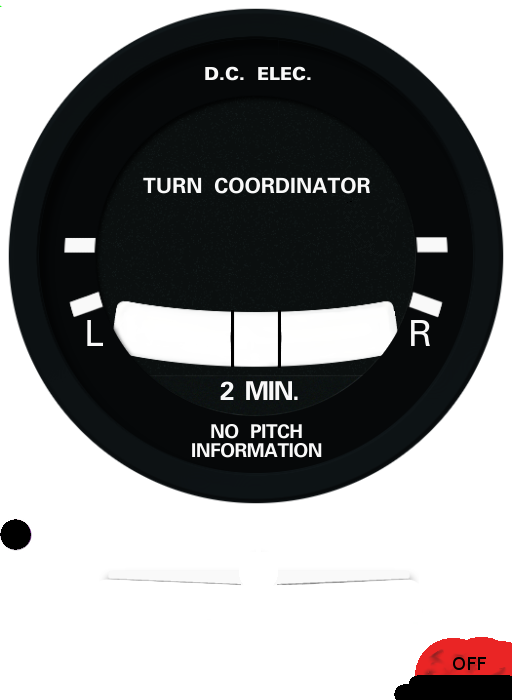 D.C. ELEC.
TURN COORDINATOR
L R
2 MIN.
NO PITCH
INFORMATION
OFF